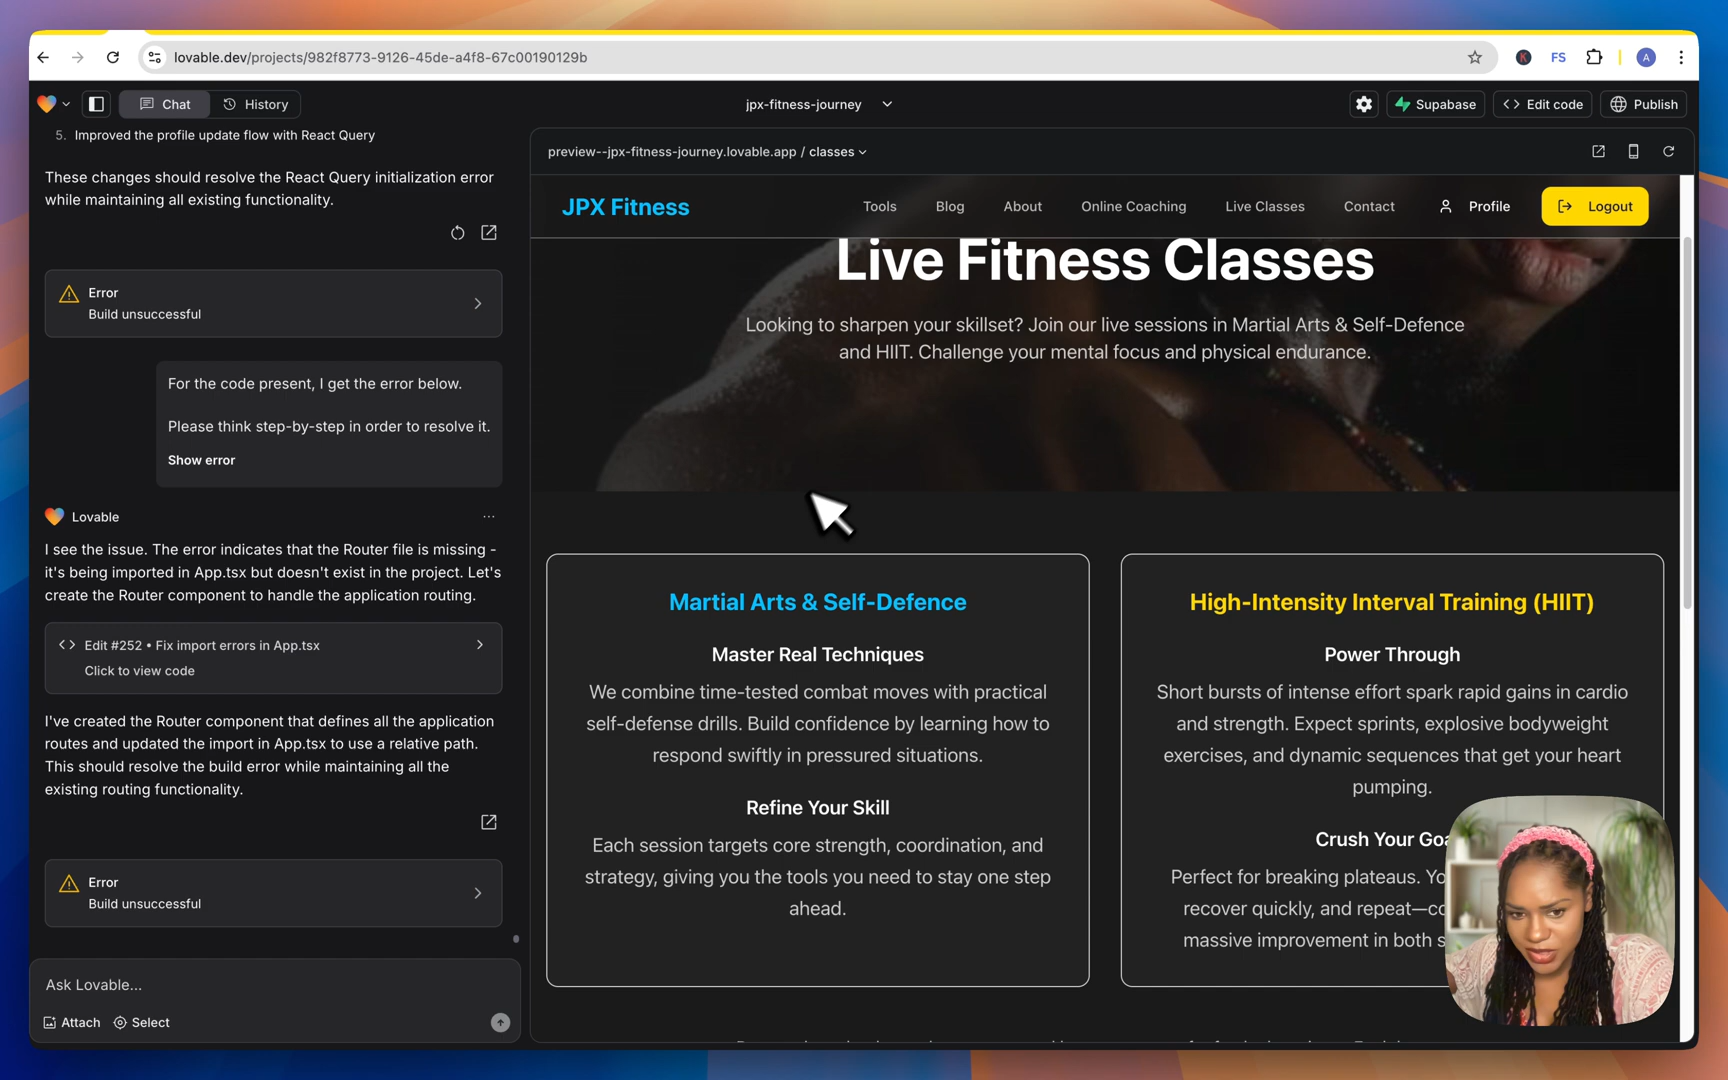 lovable.dev/projects/982f8773-9126-45de-a4f8-67c00190129b
K
FS
A
Chat
History
jpx-fitness-journey
Supabase
Edit code
Publish
5. Improved the profile update flow with React Query
These changes should resolve the React Query initialization error
while maintaining all existing functionality.
Error
Build unsuccessful
For the code present, I get the error below.
Please think step-by-step in order to resolve it.
Show error
Lovable
I see the issue. The error indicates that the Router file is missing -
it's being imported in App.tsx but doesn't exist in the project. Let's
create the Router component to handle the application routing.
Edit #252 • Fix import errors in App.tsx
Click to view code
I've created the Router component that defines all the application
routes and updated the import in App.tsx to use a relative path.
This should resolve the build error while maintaining all the
existing routing functionality.
Error
Build unsuccessful
Ask Lovable...
Attach
Select
preview--jpx-fitness-journey.lovable.app / classes
JPX Fitness
Tools
Blog
About
Online Coaching
Live Classes
Contact
Profile
Logout
Live Fitness Classes
Looking to sharpen your skillset? Join our live sessions in Martial Arts & Self-Defence
and HIIT. Challenge your mental focus and physical endurance.
Martial Arts & Self-Defence
Master Real Techniques
We combine time-tested combat moves with practical
self-defense drills. Build confidence by learning how to
respond swiftly in pressured situations.
Refine Your Skill
Each session targets core strength, coordination, and
strategy, giving you the tools you need to stay one step
ahead.
High-Intensity Interval Training (HIIT)
Power Through
Short bursts of intense effort spark rapid gains in cardio
and strength. Expect sprints, explosive bodyweight
exercises, and dynamic sequences that get your heart
pumping.
Crush Your
Perfect for breaking plateaus.
recover quickly, and
massive improvement in both